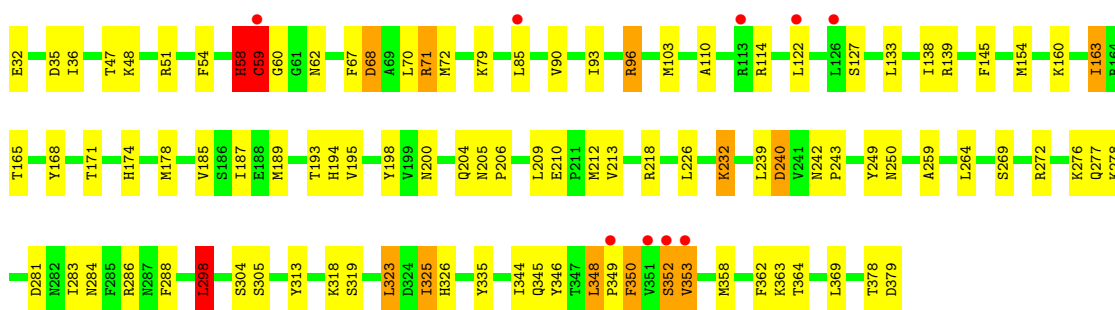 E32 D35 I36 T47 K48 R51 F54 H58 C59 G60 G61 N62 F67 D68 A69 L70 R71 M72 K79 L85 V90 I93 R96 M103 A110 R113 R114 L122 L126 S127 L133 I138 R139 F145 M154 K160 I163 R164
T165 Y168 T171 H174 M178 V185 S186 I187 E188 M189 T193 H194 V195 Y198 V199 N200 Q204 N205 P206 L209 E210 P211 M212 V213 R218 L226 K232 L239 D240 V241 N242 P243 Y249 N250 A259 L264 S269 R272 K276 Q277 K278
D281 N282 I283 N284 F285 R286 N287 F288 L298 S304 S305 Y313 K318 S319 L323 D324 I325 H326 Y335 I344 Q345 Y346 T347 L348 P349 F350 V351 S352 V353 M358 F362 K363 T364 L369 T378 D379